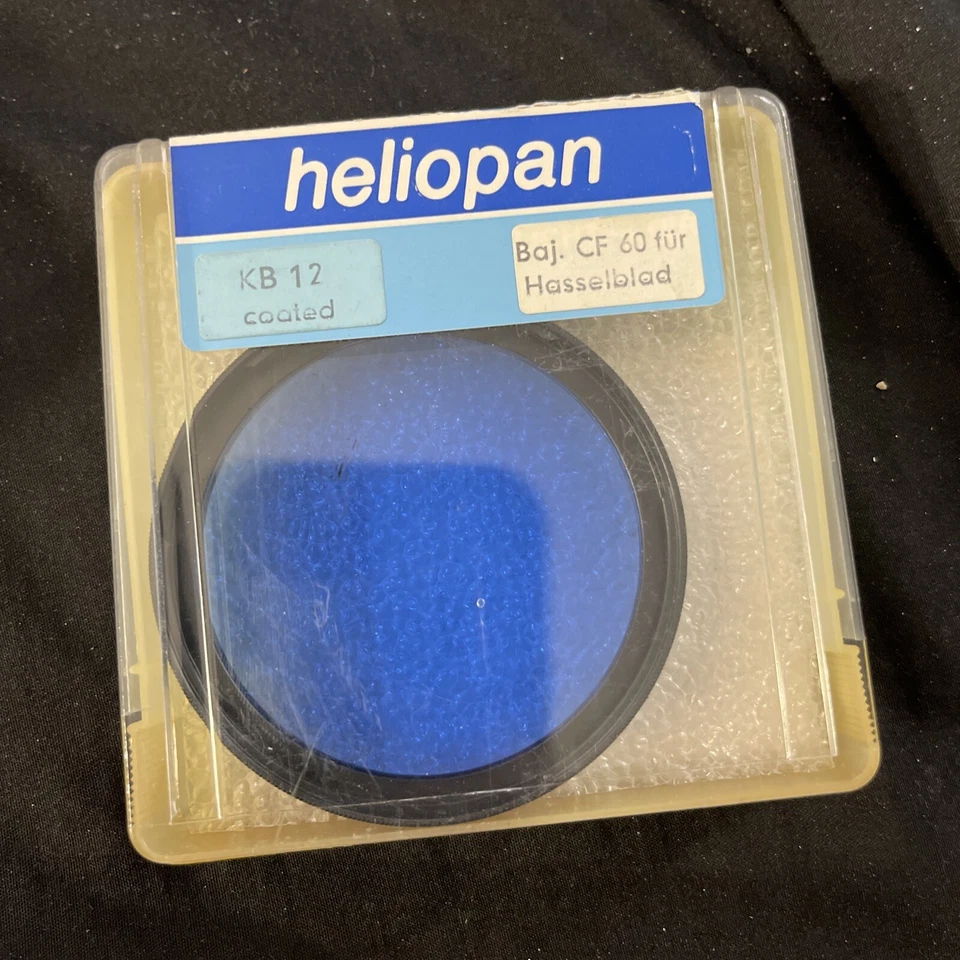 heliopan
KB 12
coated
Baj. CF 60 für
Hasselblad